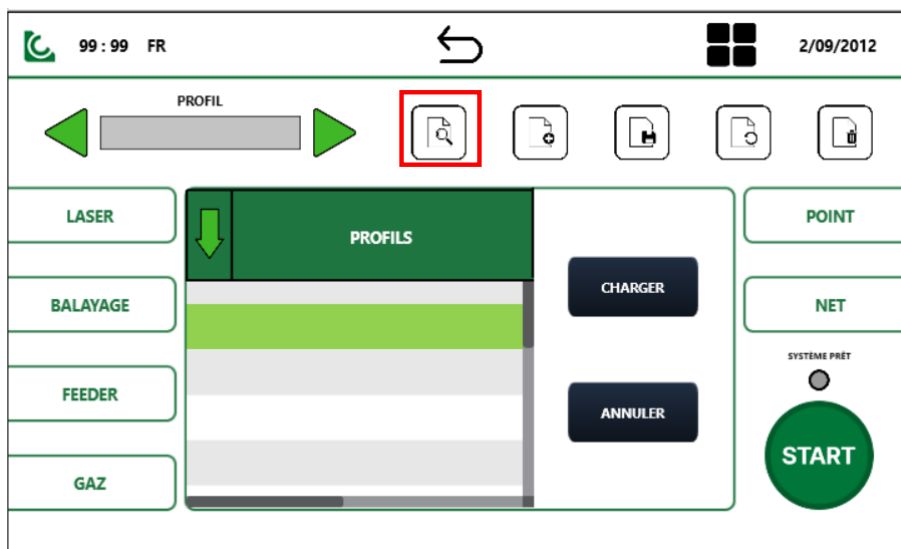 99 : 99 FR
2/09/2012
PROFIL
LASER
BALAYAGE
FEEDER
GAZ
PROFILS
CHARGER
ANNULER
POINT
NET
SYSTÈME PRÊT
START